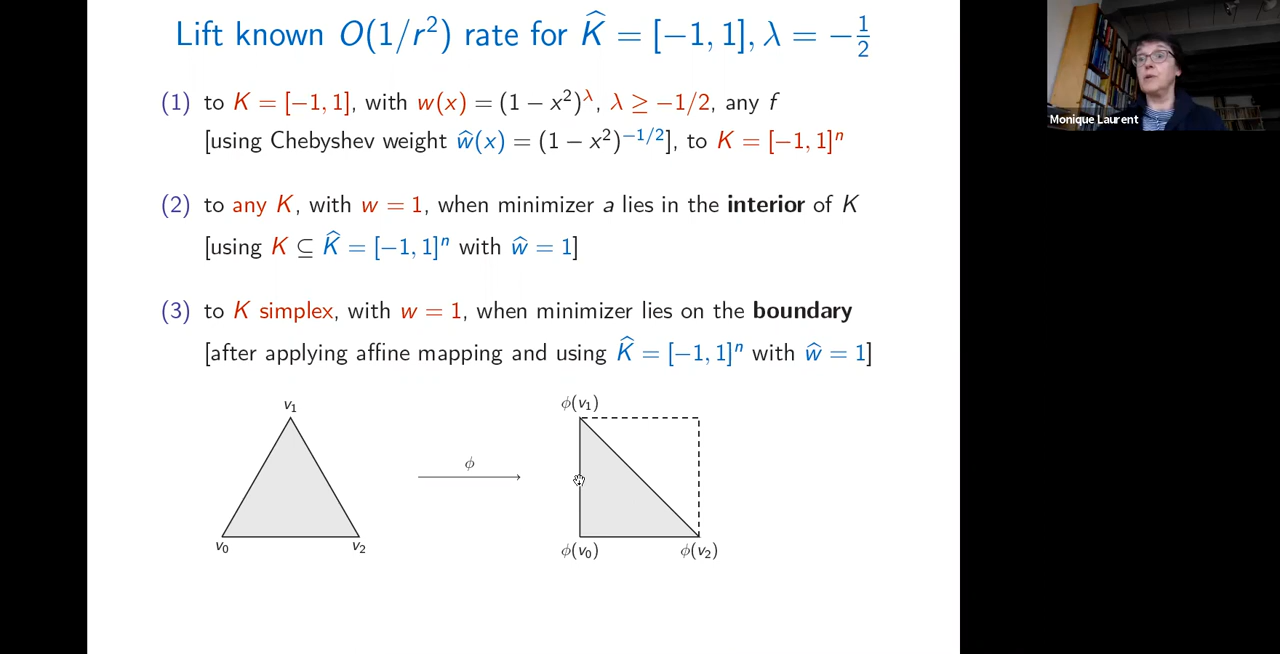 Lift known O(1/r²) rate for K̂ = [−1, 1], λ = −1/2
(1) to K = [−1, 1], with w(x) = (1 − x²)^λ, λ ≥ −1/2, any f
[using Chebyshev weight ŵ(x) = (1 − x²)^{−1/2}], to K = [−1, 1]ⁿ
(2) to any K, with w = 1, when minimizer a lies in the interior of K
[using K ⊆ K̂ = [−1, 1]ⁿ with ŵ = 1]
(3) to K simplex, with w = 1, when minimizer lies on the boundary
[after applying affine mapping and using K̂ = [−1, 1]ⁿ with ŵ = 1]
v₁
v₀
v₂
ϕ
ϕ(v₁)
ϕ(v₀)
ϕ(v₂)
Monique Laurent